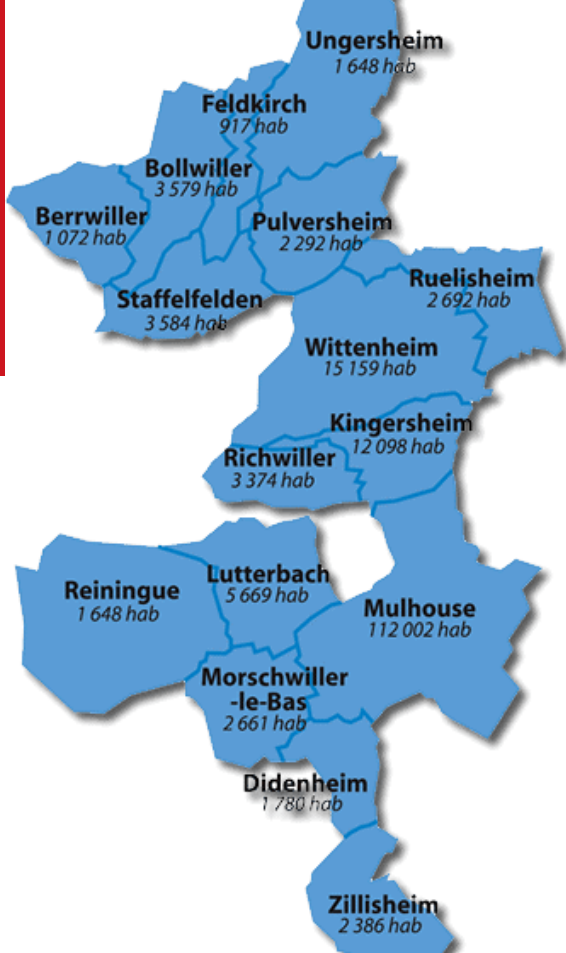 Ungersheim
1 648 hab
Feldkirch
917 hab
Bollwiller
3 579 hab
Berrwiller
1 072 hab
Pulversheim
2 292 hab
Staffelfelden
3 584 hab
Ruelisheim
2 692 hab
Wittenheim
15 159 hab
Kingersheim
12 098 hab
Richwiller
3 374 hab
Lutterbach
5 669 hab
Reiningue
1 648 hab
Mulhouse
112 002 hab
Morschwiller
-le-Bas
2 661 hab
Didenheim
1 780 hab
Zillisheim
2 386 hab